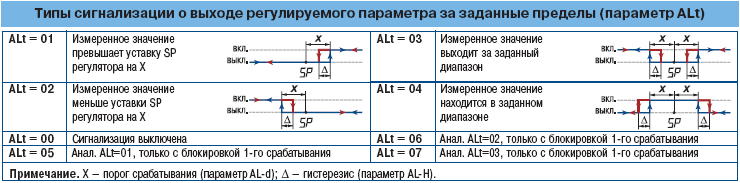 Типы сигнализации о выходе регулируемого параметра за заданные пределы (параметр ALt)
ALt = 01
Измеренное значение
превышает уставку SP
регулятора на X
X
ВКЛ.
ВЫКЛ.
SP
Δ
ALt = 03
Измеренное значение
выходит за заданный
диапазон
X X
ВКЛ.
ВЫКЛ.
Δ SP Δ
ALt = 02
Измеренное значение
меньше уставки SP
регулятора на X
X
ВКЛ.
ВЫКЛ.
Δ SP
ALt = 04
Измеренное значение
находится в заданном
диапазоне
X X
ВКЛ.
ВЫКЛ.
Δ SP Δ
ALt = 00 Сигнализация выключена
ALt = 06 Анал. ALt=02, только с блокировкой 1-го срабатывания
ALt = 05 Анал. ALt=01, только с блокировкой 1-го срабатывания
ALt = 07 Анал. ALt=03, только с блокировкой 1-го срабатывания
Примечание. X – порог срабатывания (параметр AL-d); Δ – гистерезис (параметр AL-H).